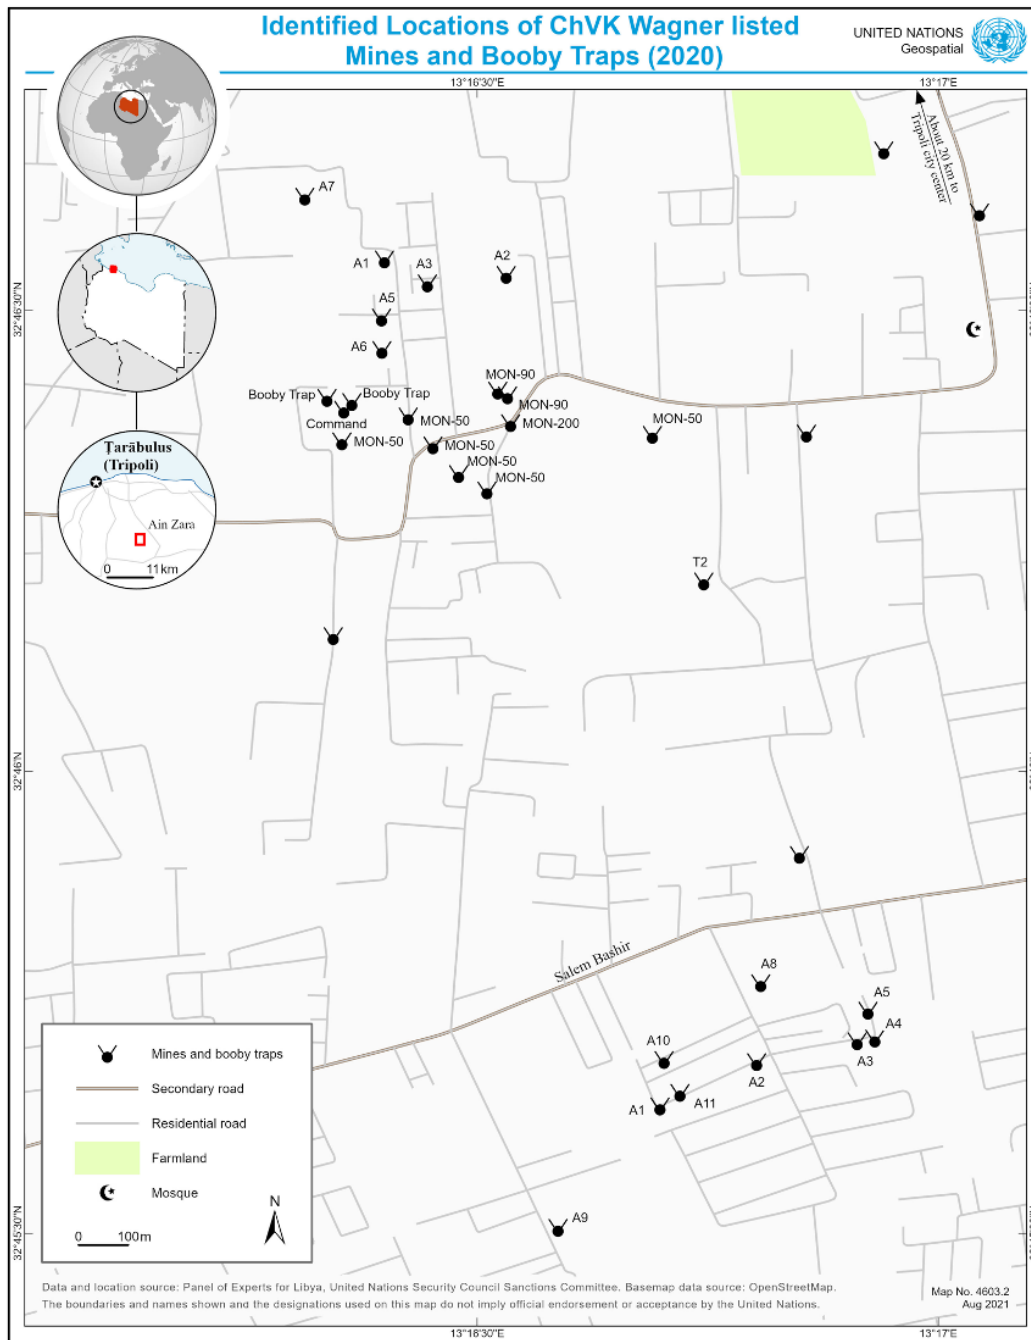 Identified Locations of ChVK Wagner listed
Mines and Booby Traps (2020)
UNITED NATIONS
Geospatial
13°16'30"E
13°17'E
About 20 km to
Tripoli city center
A7
A1
A3
A2
A5
A6
32°46'30"N
MON-90
Booby Trap
Booby Trap
MON-90
Command
MON-50
MON-200
MON-50
MON-50
MON-50
MON-50
MON-50
Ṭarābulus
(Tripoli)
Ain Zara
0 11 km
T2
32°46'N
Salem Bashir
A8
A5
A4
A3
A10
A2
A11
A1
A9
Mines and booby traps
Secondary road
Residential road
Farmland
Mosque
N
0 100 m
32°45'30"N
Data and location source: Panel of Experts for Libya, United Nations Security Council Sanctions Committee. Basemap data source: OpenStreetMap.
The boundaries and names shown and the designations used on this map do not imply official endorsement or acceptance by the United Nations.
Map No. 4603.2
Aug 2021
13°16'30"E
13°17'E